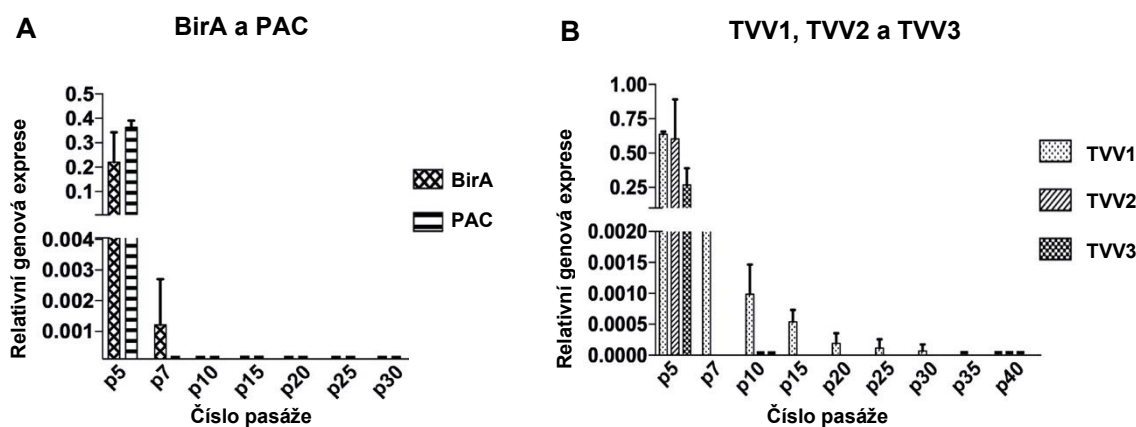 A
BirA a PAC
Relativní genová exprese
0.5
0.4
0.3
0.2
0.1
0.004
0.003
0.002
0.001
p5
p7
p10
p15
p20
p25
p30
Číslo pasáže
BirA
PAC
B
TVV1, TVV2 a TVV3
Relativní genová exprese
1.00
0.75
0.50
0.25
0.0020
0.0015
0.0010
0.0005
0.0000
p5
p7
p10
p15
p20
p25
p30
p35
p40
Číslo pasáže
TVV1
TVV2
TVV3